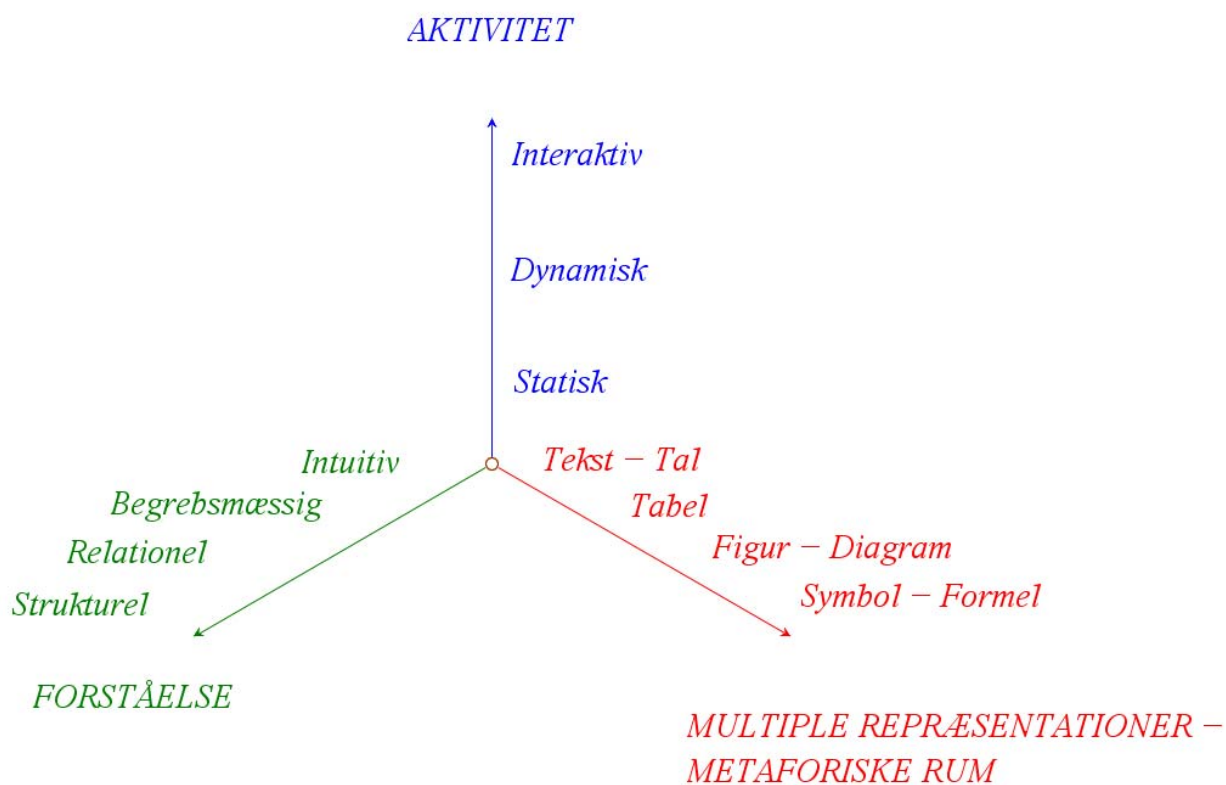 AKTIVITET
Interaktiv
Dynamisk
Statisk
Intuitiv
Begrebsmæssig
Relationel
Strukturel
FORSTÅELSE
Tekst − Tal
Tabel
Figur − Diagram
Symbol − Formel
MULTIPLE REPRÆSENTATIONER −
METAFORISKE RUM